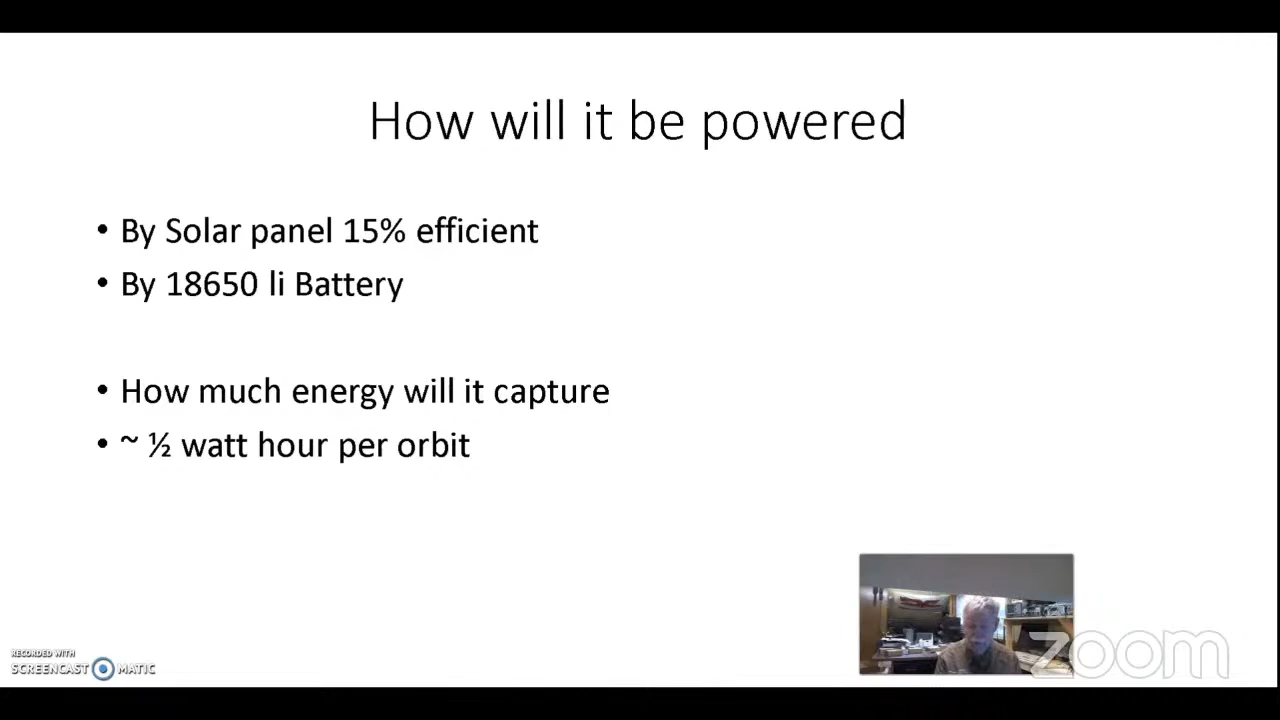 How will it be powered
• By Solar panel 15% efficient
• By 18650 li Battery
• How much energy will it capture
• ~ ½ watt hour per orbit
RECORDED WITH
SCREENCAST MATIC
zoom